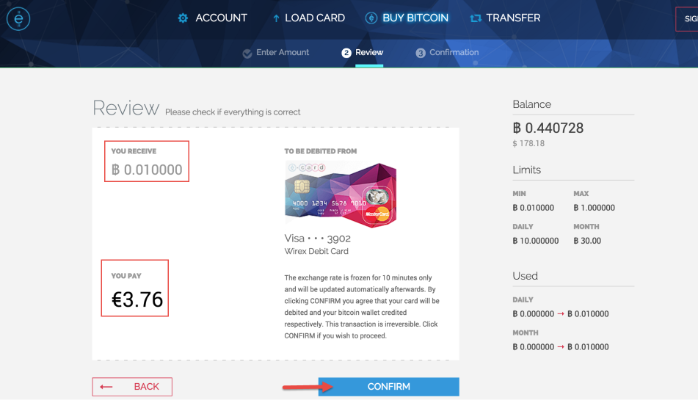 ACCOUNT
LOAD CARD
BUY BITCOIN
TRANSFER
Enter Amount
2 Review
3 Confirmation
Review Please check if everything is correct
YOU RECEIVE
฿ 0.010000
YOU PAY
€3.76
TO BE DEBITED FROM
MasterCard
Visa • • • 3902
Wirex Debit Card
The exchange rate is frozen for 10 minutes only
and will be updated automatically afterwards. By
clicking CONFIRM you agree that your card will be
debited and your bitcoin wallet credited
respectively. This transaction is irreversible. Click
CONFIRM if you wish to proceed.
BACK
CONFIRM
Balance
฿ 0.440728
$ 178.18
Limits
MIN MAX
฿ 0.010000 ฿ 1.000000
DAILY MONTH
฿ 10.000000 ฿ 30.00
Used
DAILY
฿ 0.000000 → ฿ 0.010000
MONTH
฿ 0.000000 → ฿ 0.010000